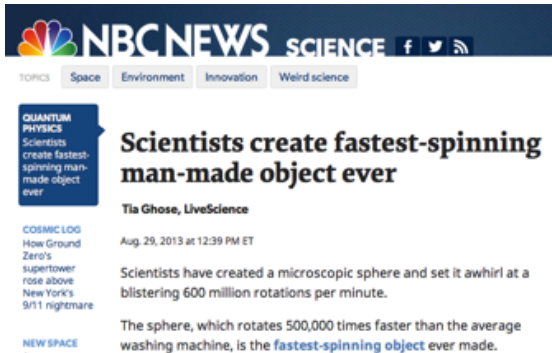 NBC NEWS SCIENCE
TOPICS Space Environment Innovation Weird science
QUANTUM
PHYSICS
Scientists
create fastest-
spinning man-
made object
ever
COSMIC LOG
How Ground
Zero's
supertower
rose above
New York's
9/11 nightmare
NEW SPACE
Scientists create fastest-spinning
man-made object ever
Tia Ghose, LiveScience
Aug. 29, 2013 at 12:39 PM ET
Scientists have created a microscopic sphere and set it awhirl at a
blistering 600 million rotations per minute.
The sphere, which rotates 500,000 times faster than the average
washing machine, is the fastest-spinning object ever made.